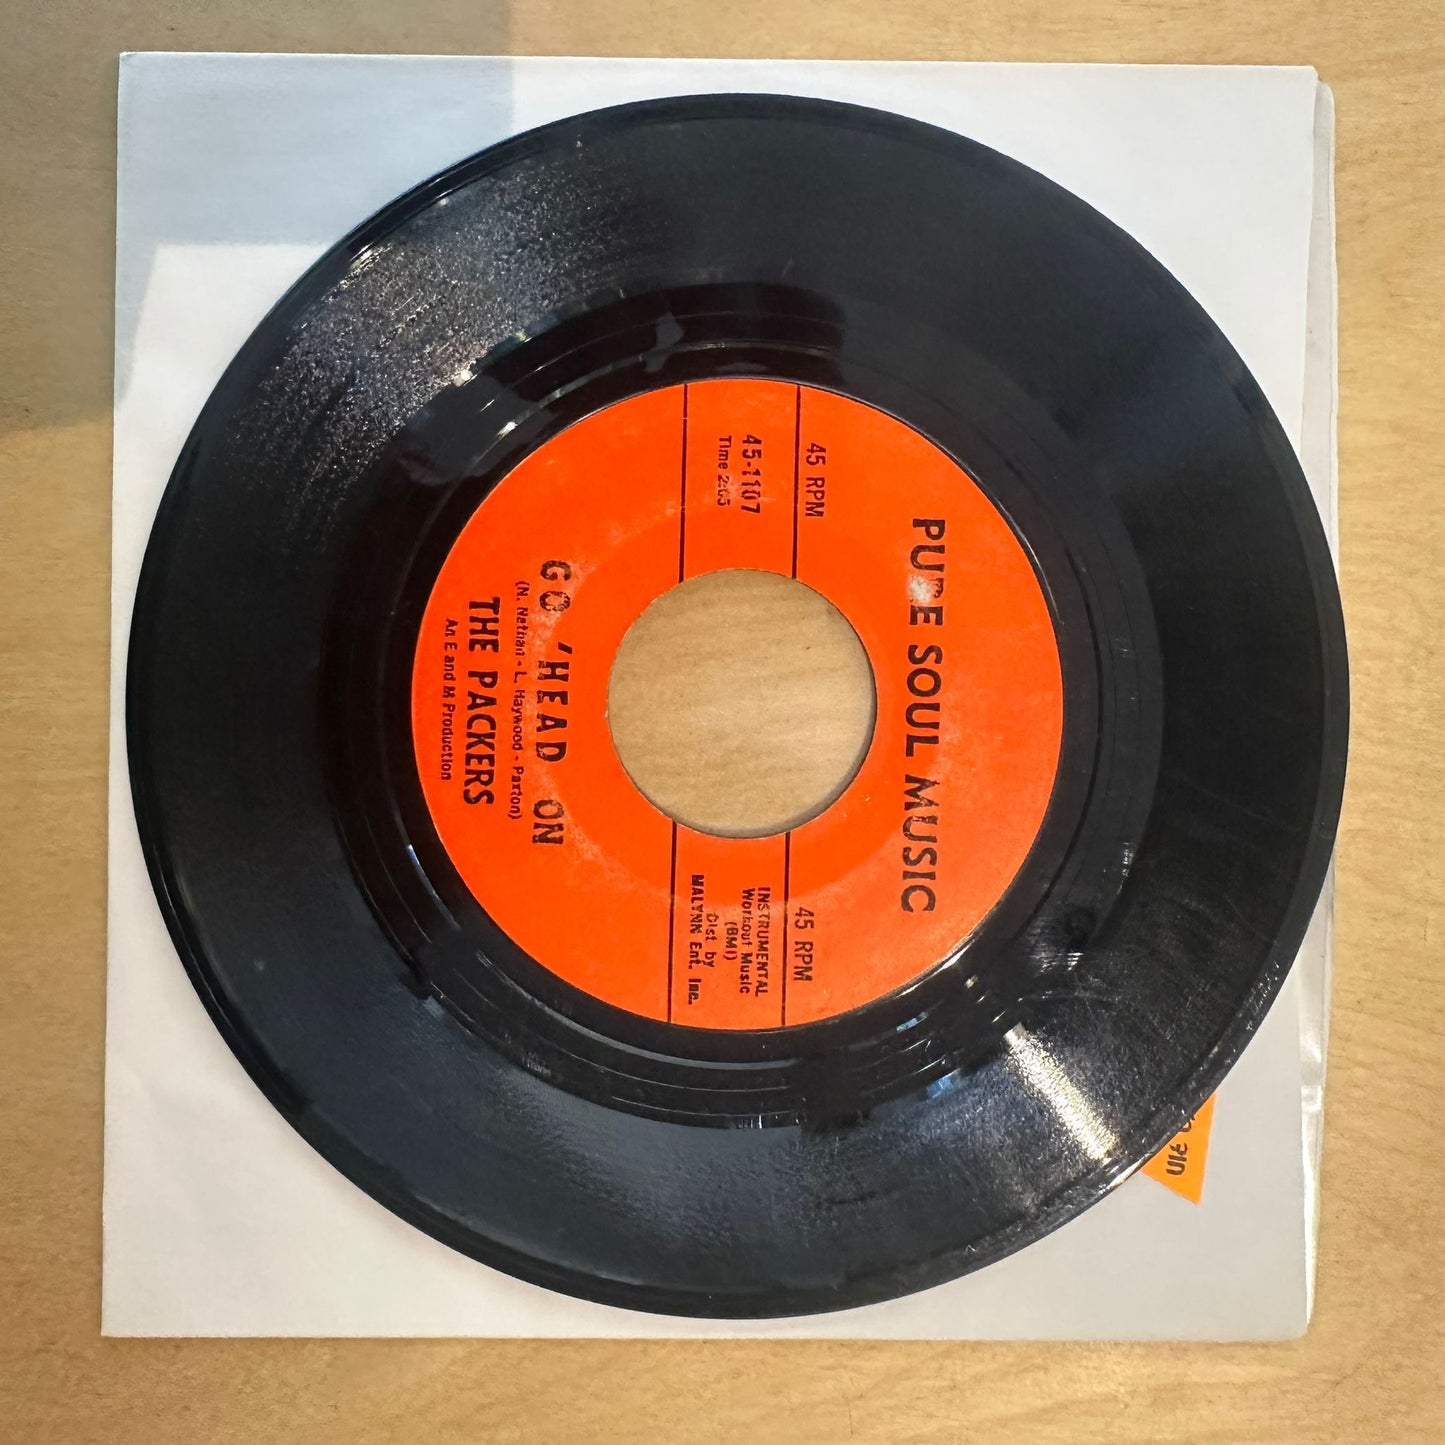 PURE SOUL MUSIC
45 RPM
45 RPM
45-1107
Time 2:05
INSTRUMENTAL
Workout Music
(BMI)
Dist by
MALYNN Ent. Inc.
GO 'HEAD ON
(N. Nathan - L. Haywood - Paxton)
THE PACKERS
An E and M Production